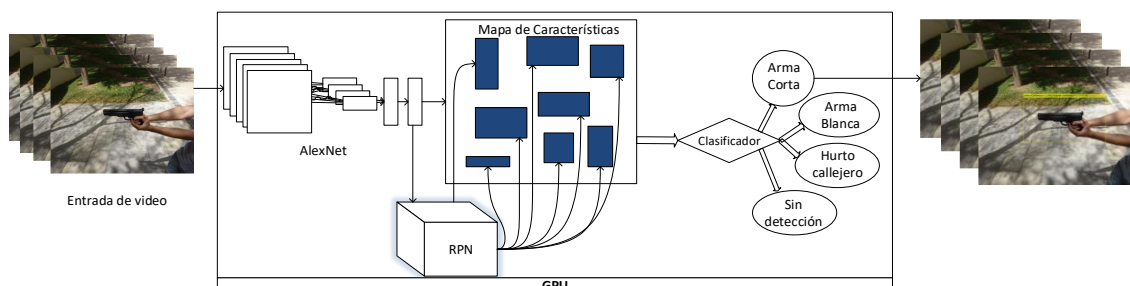 Mapa de Características
Entrada de video
AlexNet
RPN
Clasificador
Arma
Corta
Arma
Blanca
Hurto
callejero
Sin
detección
GPU